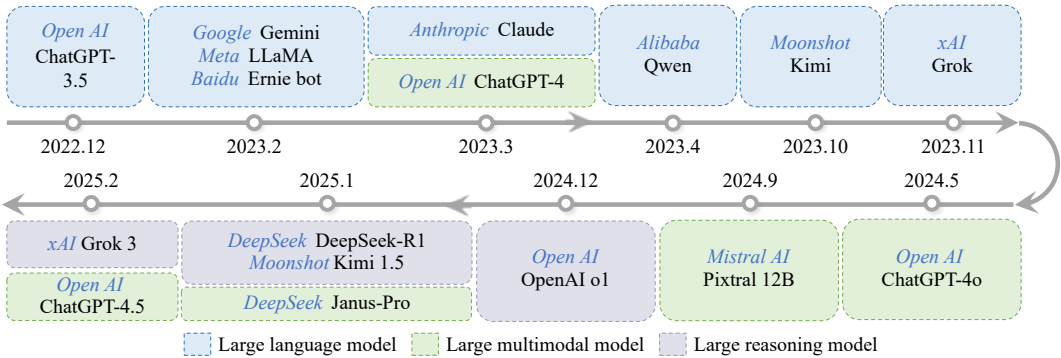 Open AI
ChatGPT-
3.5
Google Gemini
Meta LLaMA
Baidu Ernie bot
Anthropic Claude
Open AI ChatGPT-4
Alibaba
Qwen
Moonshot
Kimi
xAI
Grok
2022.12
2023.2
2023.3
2023.4
2023.10
2023.11
2025.2
2025.1
2024.12
2024.9
2024.5
xAI Grok 3
Open AI
ChatGPT-4.5
DeepSeek DeepSeek-R1
Moonshot Kimi 1.5
DeepSeek Janus-Pro
Open AI
OpenAI o1
Mistral AI
Pixtral 12B
Open AI
ChatGPT-4o
Large language model
Large multimodal model
Large reasoning model